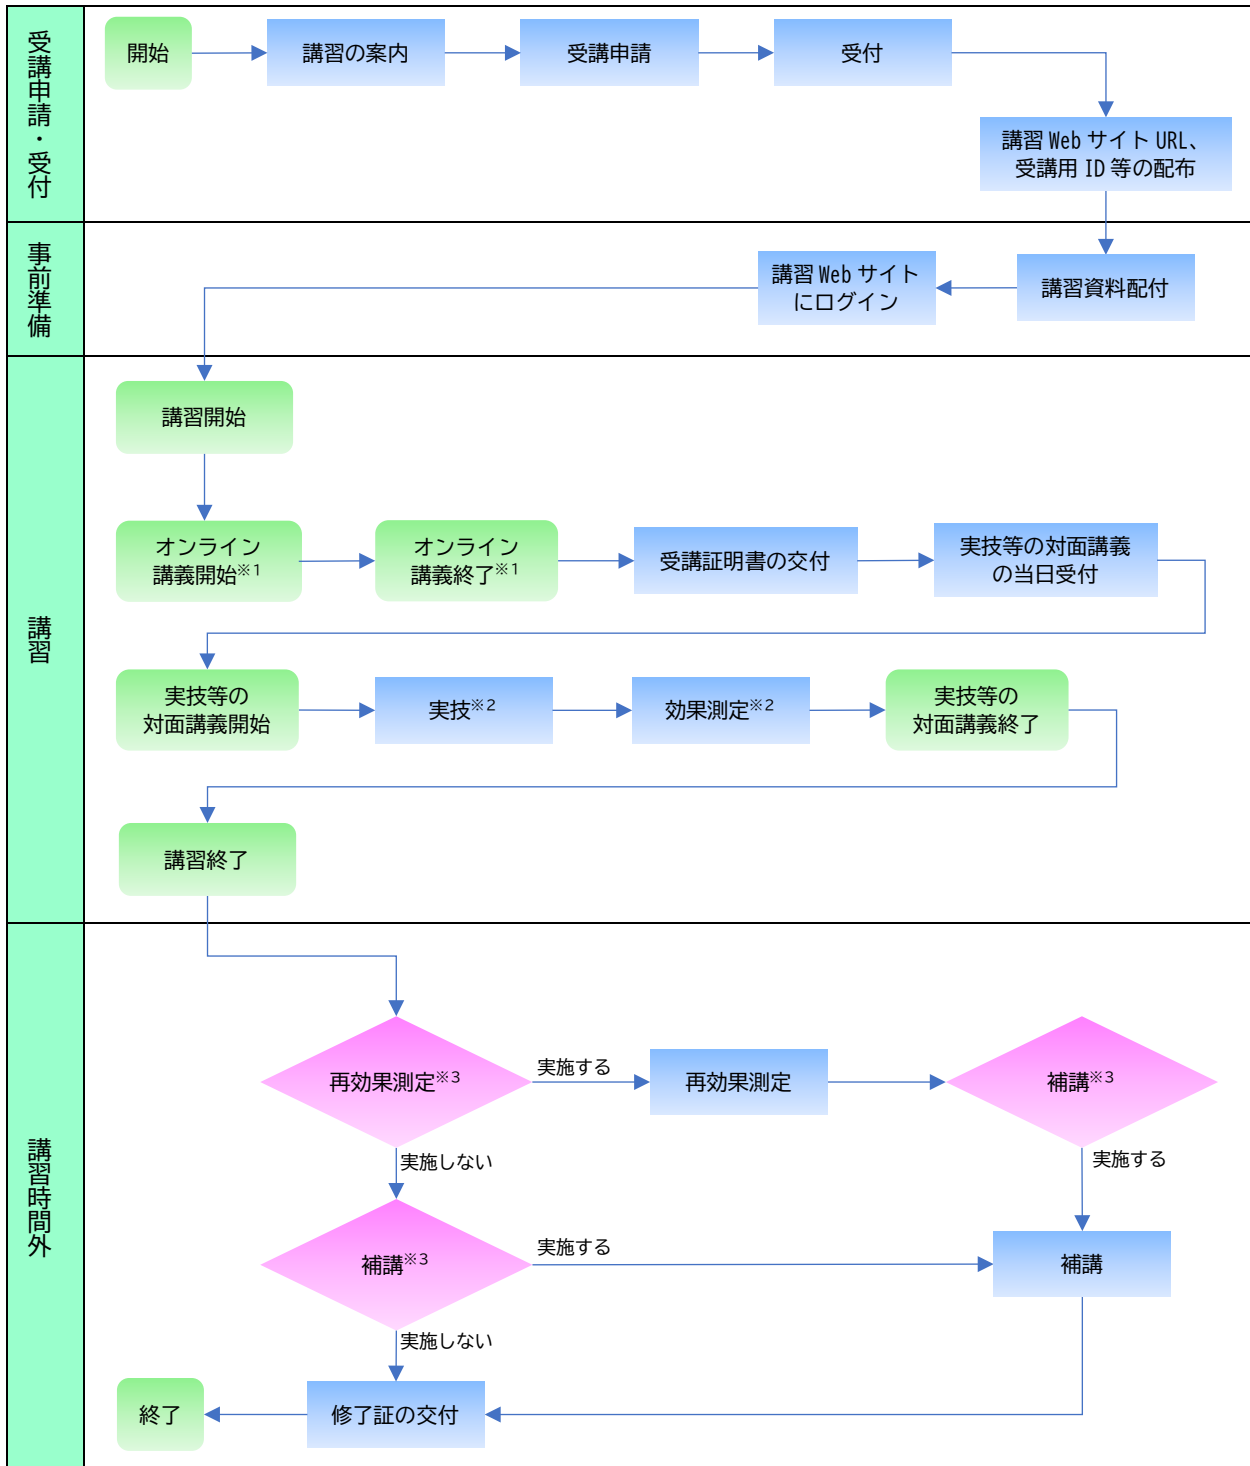 受講申請・受付
開始
講習の案内
受講申請
受付
講習 Web サイト URL、
受講用 ID 等の配布
事前準備
講習 Web サイト
にログイン
講習資料配付
講習
講習開始
オンライン
講義開始※1
オンライン
講義終了※1
受講証明書の交付
実技等の対面講義
の当日受付
実技等の
対面講義開始
実技※2
効果測定※2
実技等の
対面講義終了
講習終了
講習時間外
再効果測定※3
実施する
再効果測定
補講※3
実施しない
実施する
補講※3
実施する
補講
実施しない
終了
修了証の交付